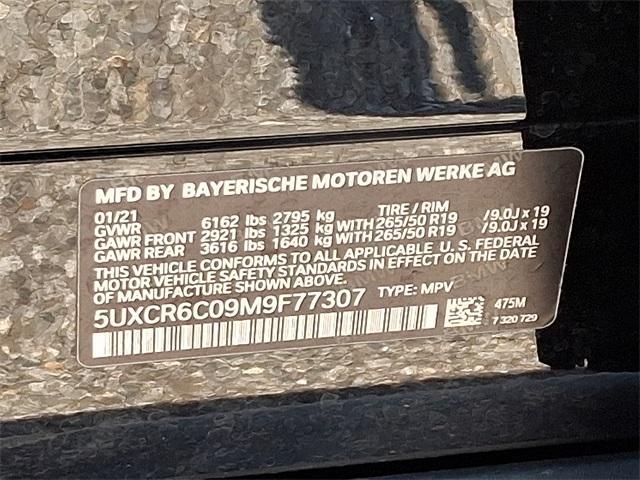 MFD BY BAYERISCHE MOTOREN WERKE AG
01/21 TIRE / RIM
GVWR 6162 lbs 2795 kg
GAWR FRONT 2921 lbs 1325 kg WITH 265/50 R19 /9.0J x 19
GAWR REAR 3616 lbs 1640 kg WITH 265/50 R19 /9.0J x 19
THIS VEHICLE CONFORMS TO ALL APPLICABLE U.S. FEDERAL
MOTOR VEHICLE SAFETY STANDARDS IN EFFECT ON THE DATE
OF MANUFACTURE SHOWN ABOVE.
5UXCR6C09M9F77307 TYPE: MPV
475M
7 320 729